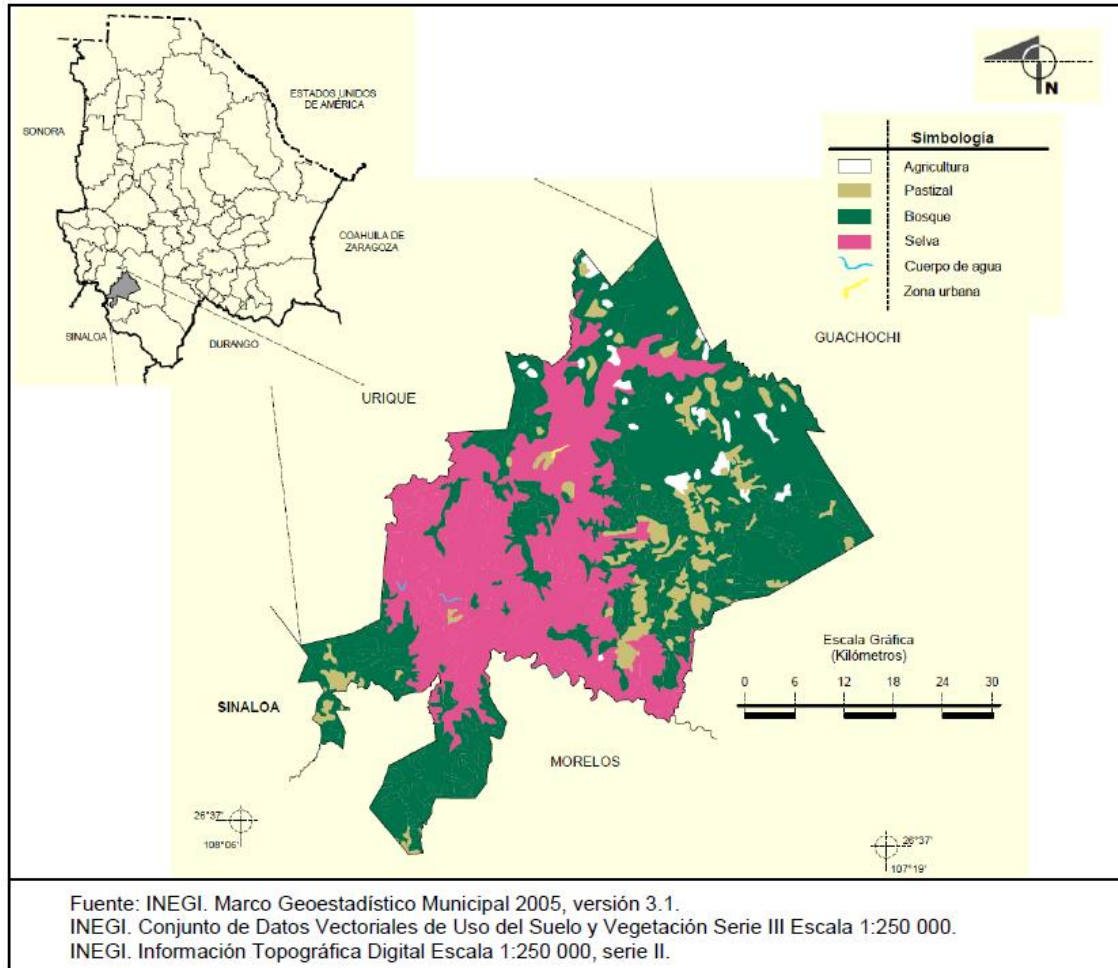 ESTADOS UNIDOS
DE AMÉRICA
SONORA
COAHUILA DE
ZARAGOZA
SINALOA
DURANGO
N
Simbología
Agricultura
Pastizal
Bosque
Selva
Cuerpo de agua
Zona urbana
GUACHOCHI
URIQUE
Escala Gráfica
(Kilómetros)
0 6 12 18 24 30
SINALOA
MORELOS
26°37'
108°06'
26°37'
107°19'
Fuente: INEGI. Marco Geoestadístico Municipal 2005, versión 3.1.
INEGI. Conjunto de Datos Vectoriales de Uso del Suelo y Vegetación Serie III Escala 1:250 000.
INEGI. Información Topográfica Digital Escala 1:250 000, serie II.